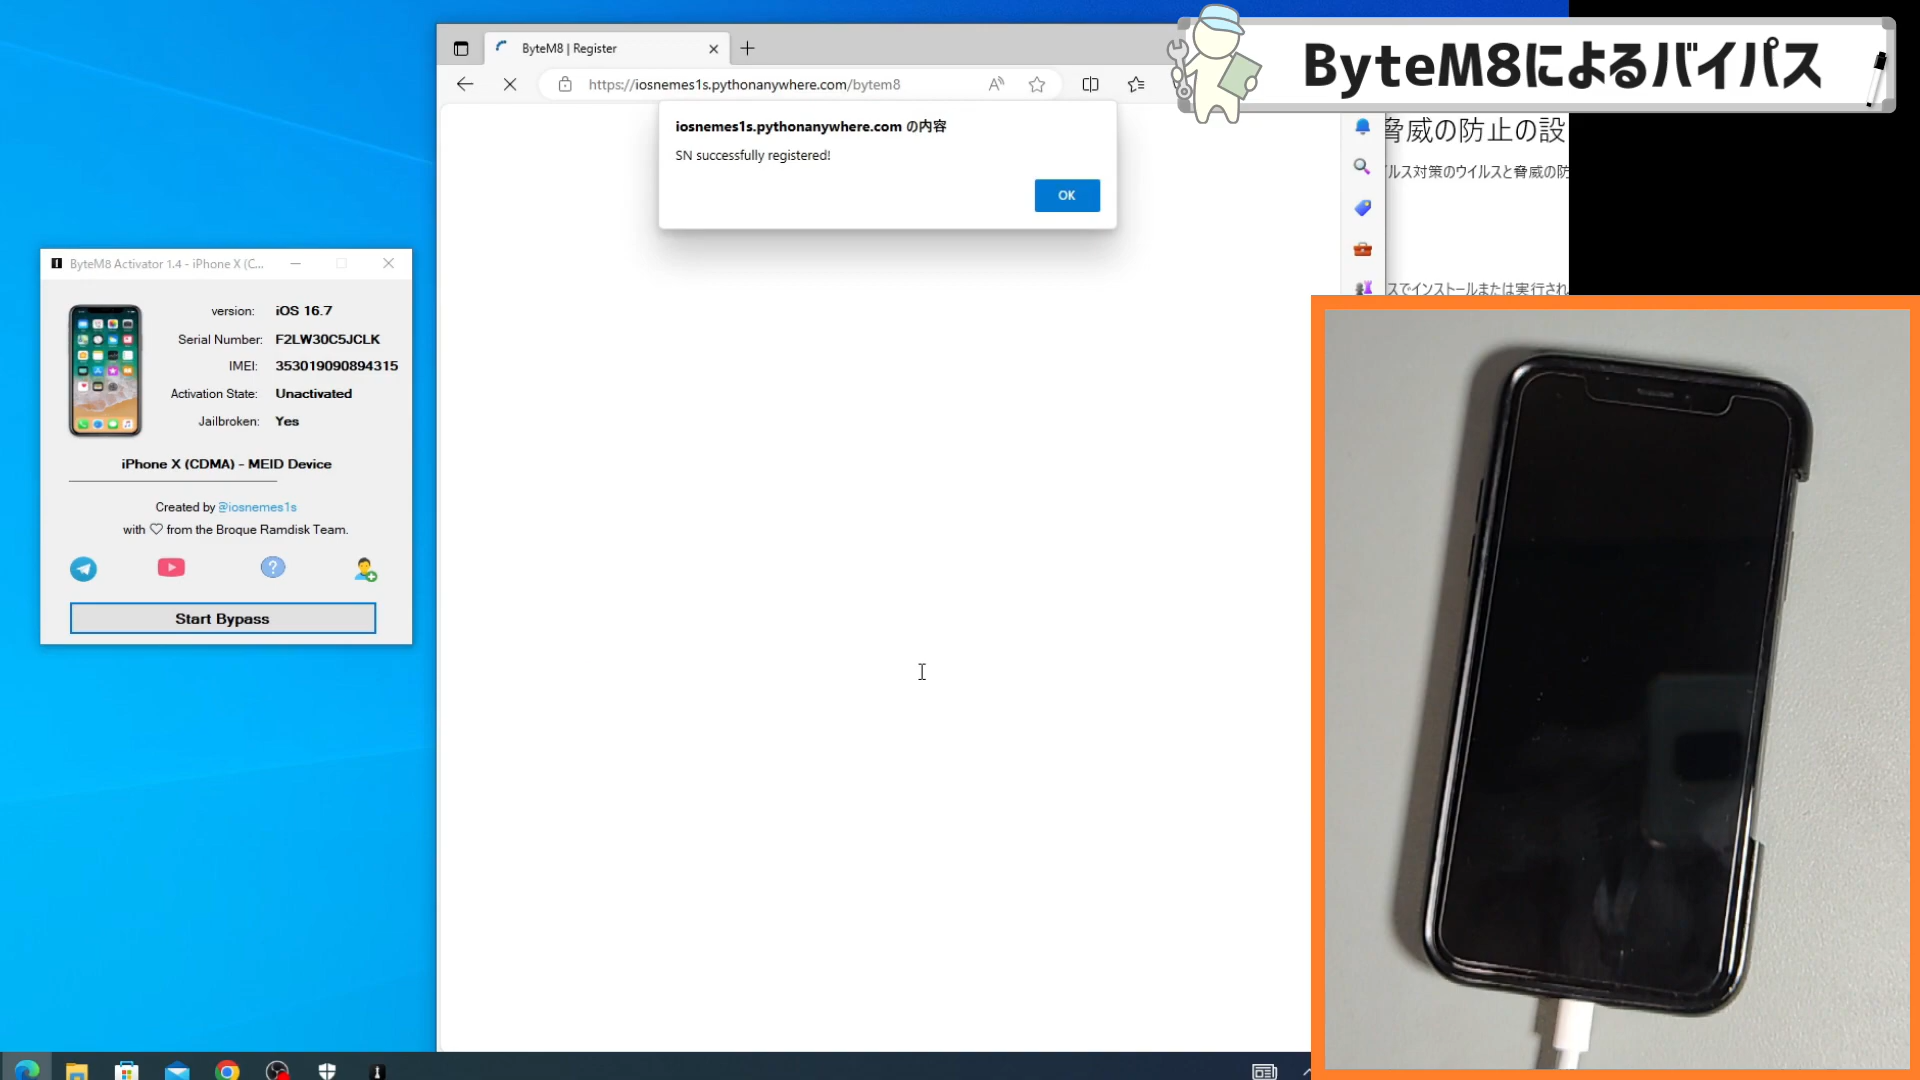 ByteM8 | Register
ByteM8によるバイパス
https://iosnemes1s.pythonanywhere.com/bytem8
iosnemes1s.pythonanywhere.com の内容
SN successfully registered!
OK
脅威の防止の設
ルス対策のウイルスと脅威の防
スでインストールまたは実行され
ByteM8 Activator 1.4 - iPhone X (C...
version: iOS 16.7
Serial Number: F2LW30C5JCLK
IMEI: 353019090894315
Activation State: Unactivated
Jailbroken: Yes
iPhone X (CDMA) - MEID Device
Created by @iosnemes1s
with ♡ from the Broque Ramdisk Team.
Start Bypass